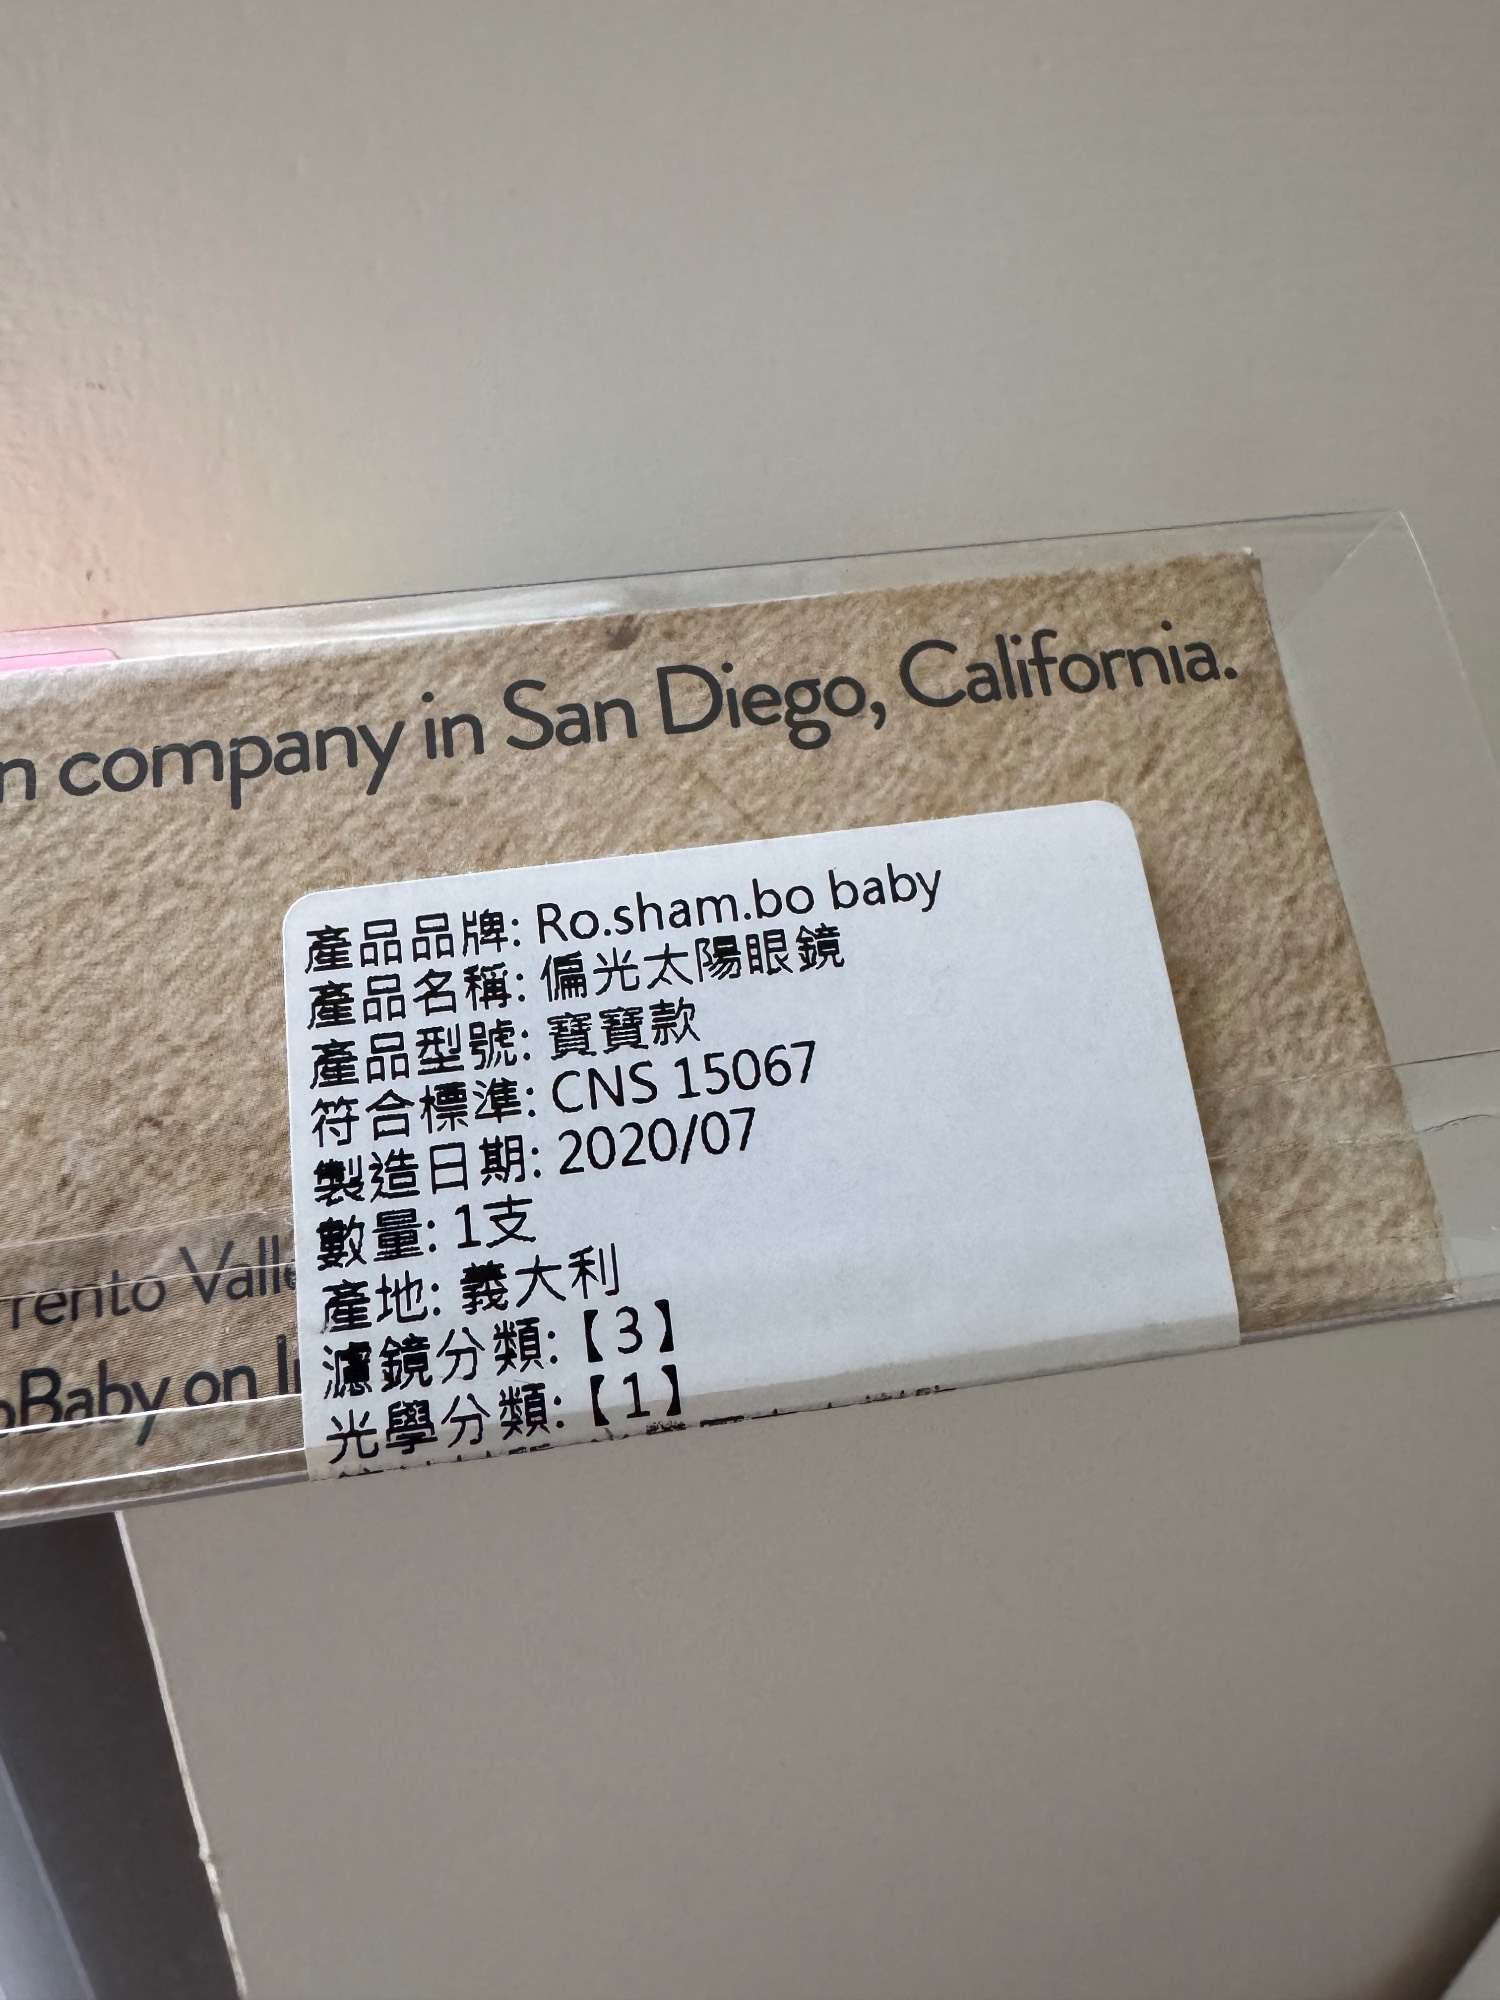 n company in San Diego, California.
產品品牌: Ro.sham.bo baby
產品名稱: 偏光太陽眼鏡
產品型號: 寶寶款
符合標準: CNS 15067
製造日期: 2020/07
數量: 1支
產地: 義大利
濾鏡分類:【3】
光學分類:【1】
rrento Valle
oBaby on I